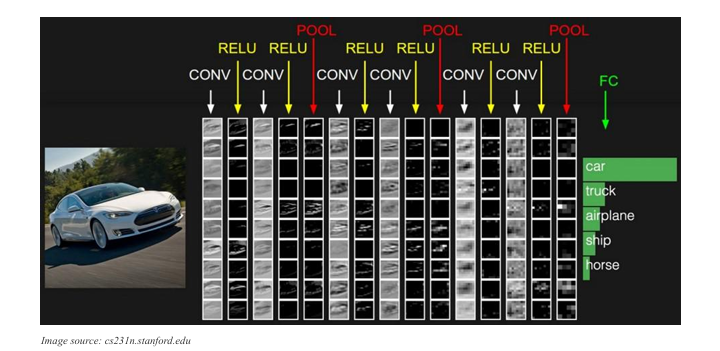 POOL POOL POOL
RELU RELU RELU RELU RELU RELU
CONV CONV CONV CONV CONV CONV
FC
car
truck
airplane
ship
horse
Image source: cs231n.stanford.edu